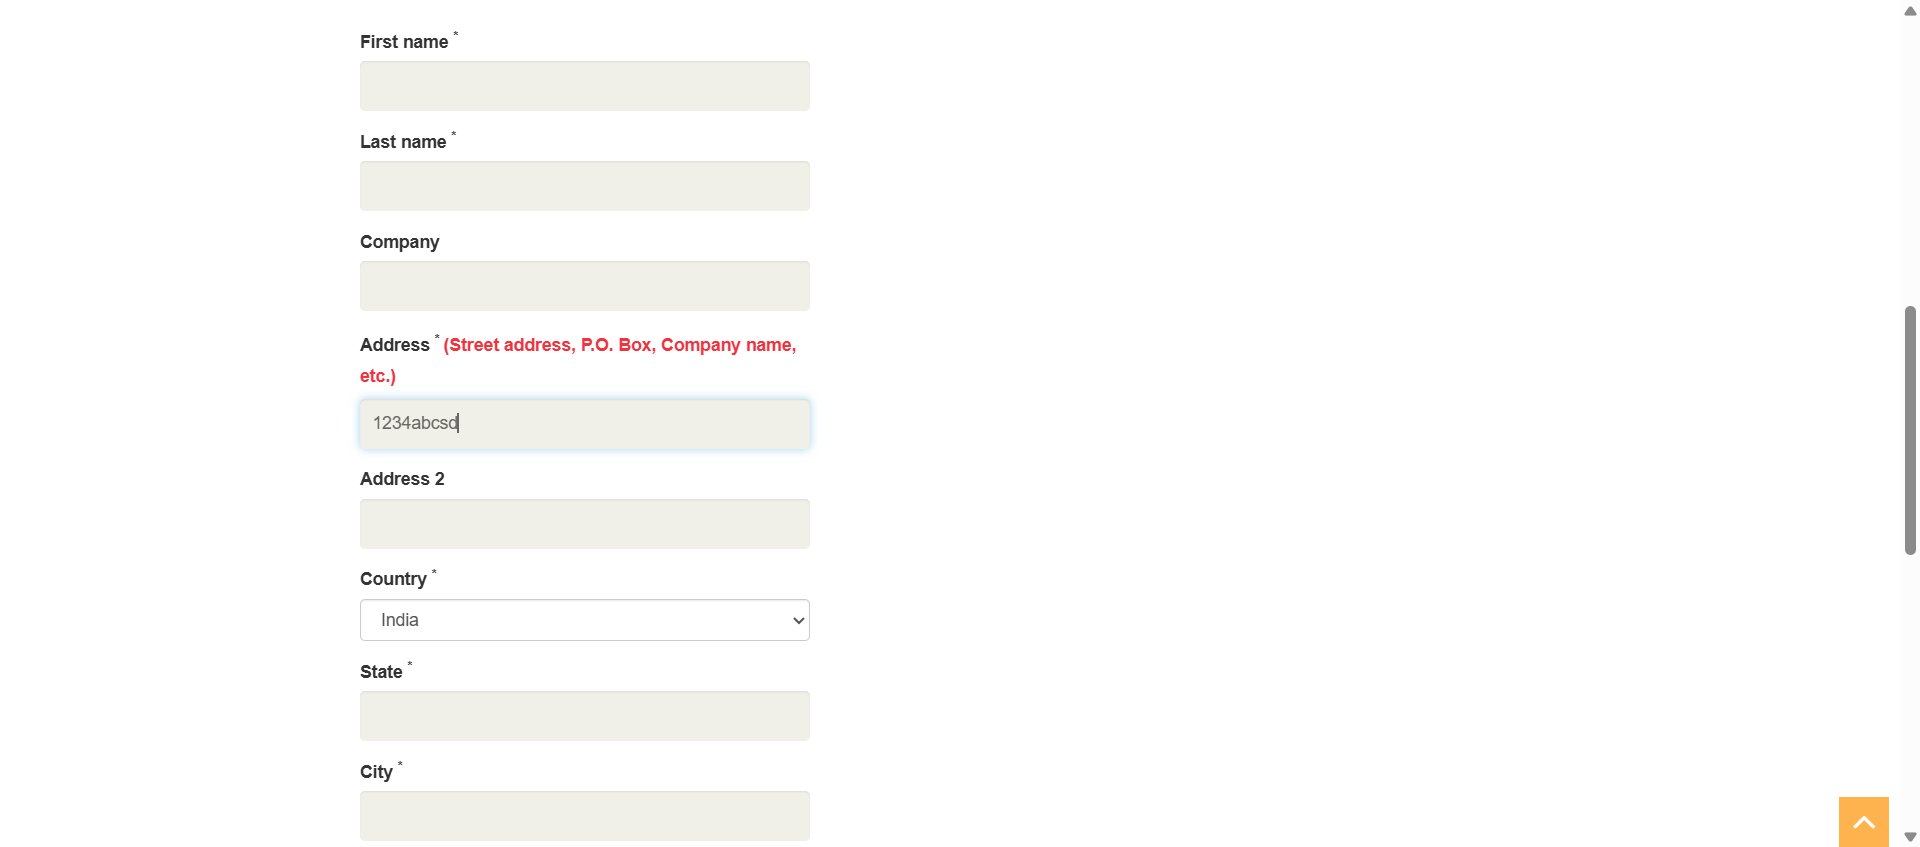 First name *
Last name *
Company
Address * (Street address, P.O. Box, Company name,
etc.)
1234abcsd
Address 2
Country *
India
State *
City *